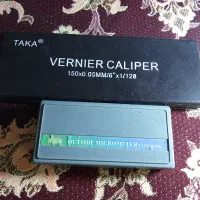 TAKA®
VERNIER CALIPER
150x0.05MM/6"x1/128
OUTSIDE MICROMETER